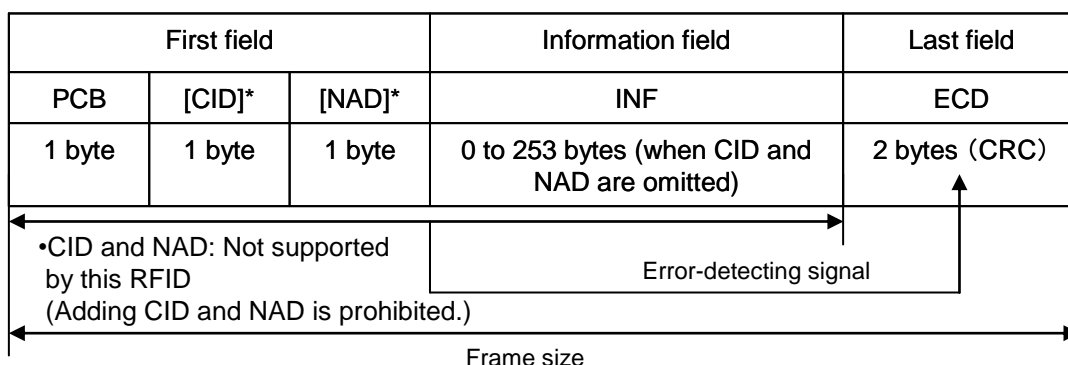 First field Information field Last field
PCB [CID]* [NAD]* INF ECD
1 byte 1 byte 1 byte 0 to 253 bytes (when CID and 2 bytes（CRC）
NAD are omitted)
•CID and NAD: Not supported
by this RFID
Error-detecting signal
(Adding CID and NAD is prohibited.)
Frame size